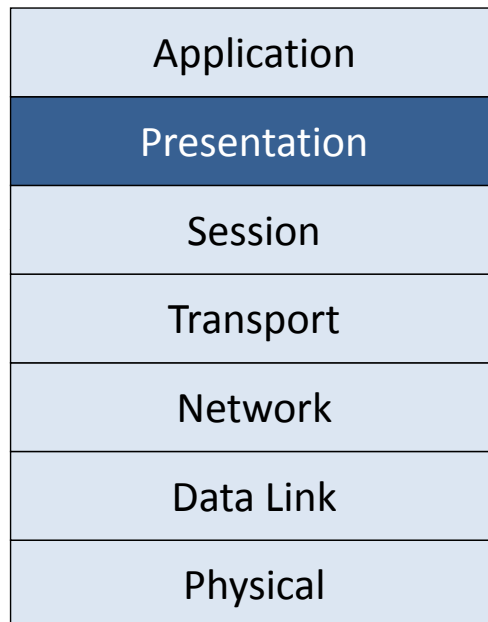 Application
Presentation
Session
Transport
Network
Data Link
Physical